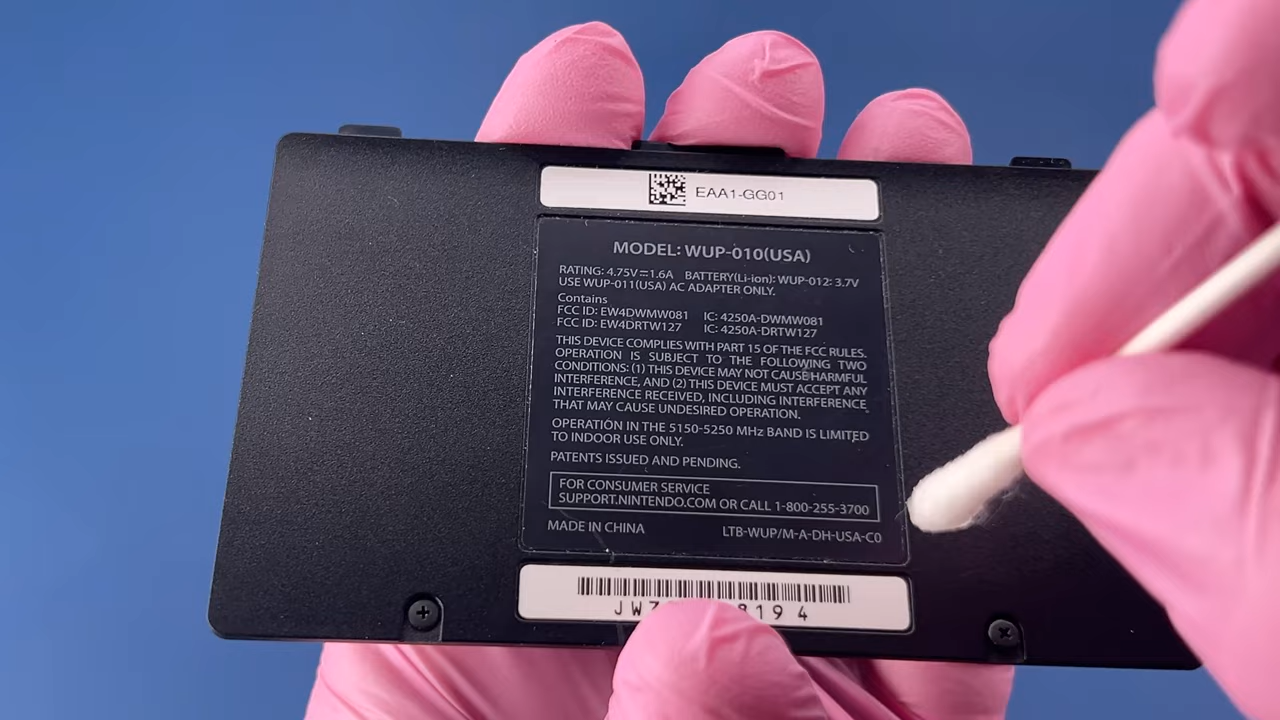 EAA1-GG01
MODEL: WUP-010(USA)
RATING: 4.75V⎓1.6A BATTERY(Li-ion): WUP-012: 3.7V
USE WUP-011(USA) AC ADAPTER ONLY.
Contains
FCC ID: EW4DWMW081 IC: 4250A-DWMW081
FCC ID: EW4DRTW127 IC: 4250A-DRTW127
THIS DEVICE COMPLIES WITH PART 15 OF THE FCC RULES.
OPERATION IS SUBJECT TO THE FOLLOWING TWO
CONDITIONS: (1) THIS DEVICE MAY NOT CAUSE HARMFUL
INTERFERENCE, AND (2) THIS DEVICE MUST ACCEPT ANY
INTERFERENCE RECEIVED, INCLUDING INTERFERENCE
THAT MAY CAUSE UNDESIRED OPERATION.
OPERATION IN THE 5150-5250 MHz BAND IS LIMITED
TO INDOOR USE ONLY.
PATENTS ISSUED AND PENDING.
FOR CONSUMER SERVICE
SUPPORT.NINTENDO.COM OR CALL 1-800-255-3700
MADE IN CHINA LTB-WUP/M-A-DH-USA-C0